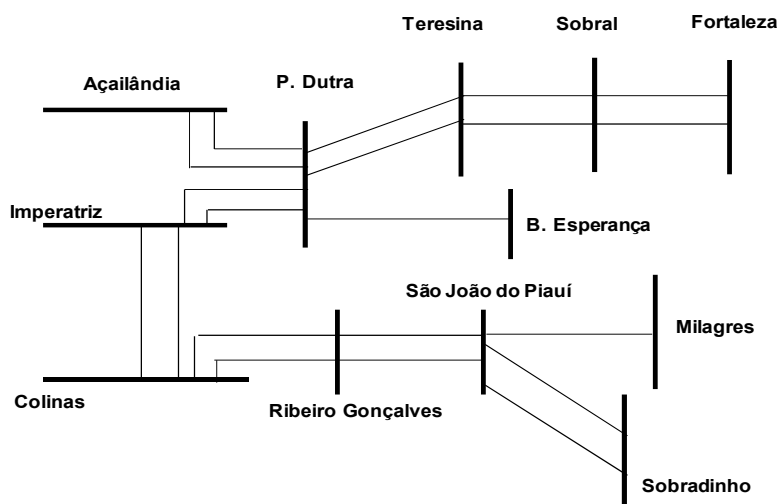 Teresina
Sobral
Fortaleza
Açailândia
P. Dutra
Imperatriz
B. Esperança
São João do Piauí
Milagres
Colinas
Ribeiro Gonçalves
Sobradinho